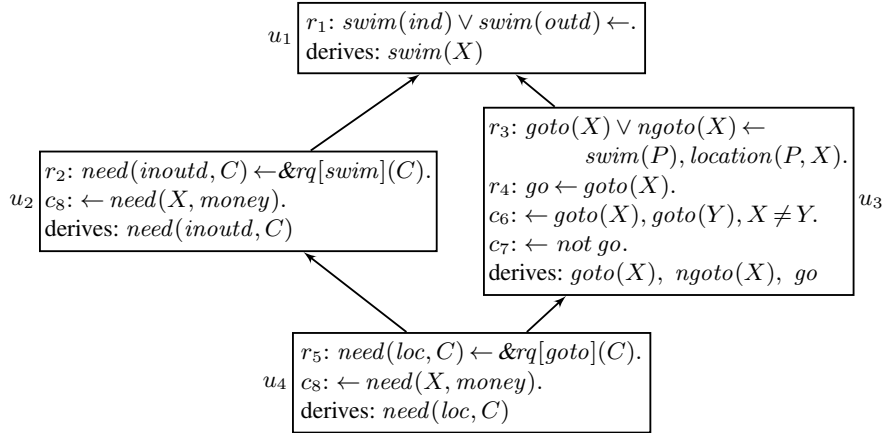 u₁
r₁: swim(ind) ∨ swim(outd) ←.
derives: swim(X)
u₂
r₂: need(inoutd, C) ←&rq[swim](C).
c₈: ← need(X, money).
derives: need(inoutd, C)
r₃: goto(X) ∨ ngoto(X) ←
swim(P), location(P, X).
r₄: go ← goto(X).
c₆: ← goto(X), goto(Y), X ≠ Y.
c₇: ← not go.
derives: goto(X), ngoto(X), go
u₃
u₄
r₅: need(loc, C) ← &rq[goto](C).
c₈: ← need(X, money).
derives: need(loc, C)